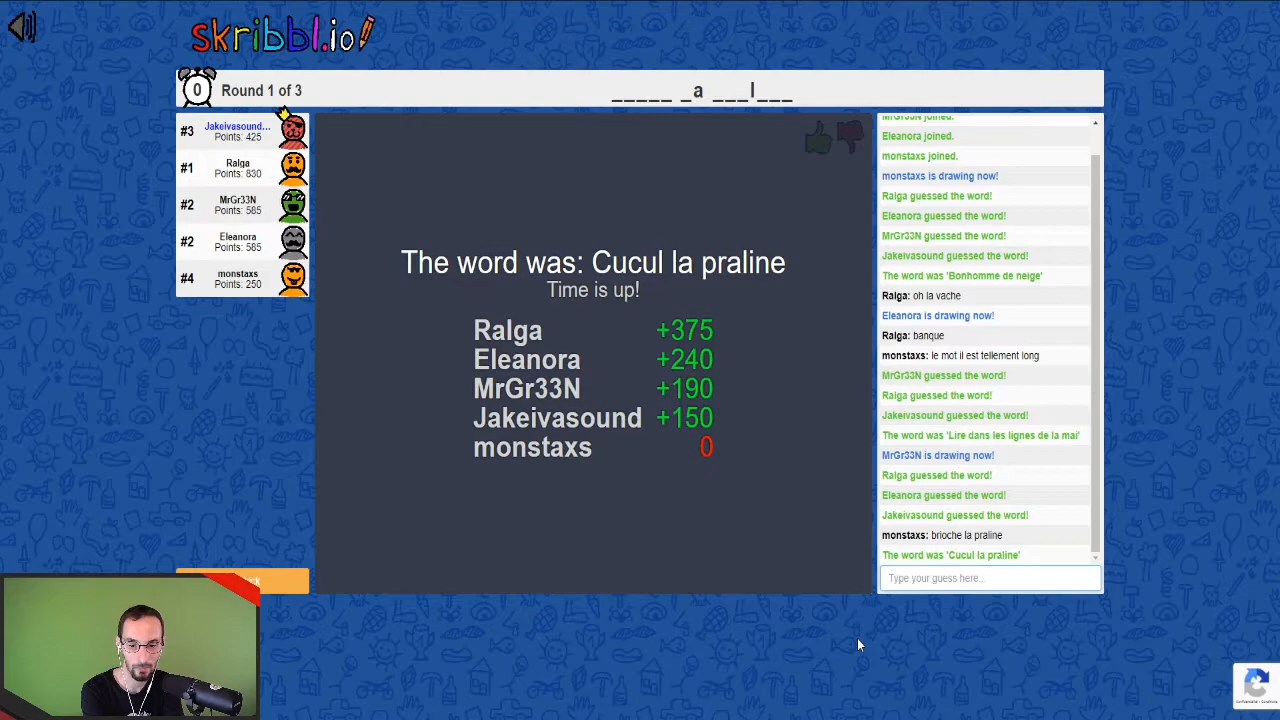 skribbl.io
0
Round 1 of 3
_____ _a ___l___
#3
Jakeivasound...
Points: 425
#1
Ralga
Points: 830
#2
MrGr33N
Points: 585
#2
Eleanora
Points: 585
#4
monstaxs
Points: 250
The word was: Cucul la praline
Time is up!
Ralga +375
Eleanora +240
MrGr33N +190
Jakeivasound +150
monstaxs 0
MrGr33N joined.
Eleanora joined.
monstaxs joined.
monstaxs is drawing now!
Ralga guessed the word!
Eleanora guessed the word!
MrGr33N guessed the word!
Jakeivasound guessed the word!
The word was 'Bonhomme de neige'
Ralga: oh la vache
Eleanora is drawing now!
Ralga: banque
monstaxs: le mot il est tellement long
MrGr33N guessed the word!
Ralga guessed the word!
Jakeivasound guessed the word!
The word was 'Lire dans les lignes de la mai'
MrGr33N is drawing now!
Ralga guessed the word!
Eleanora guessed the word!
Jakeivasound guessed the word!
monstaxs: brioche la praline
The word was 'Cucul la praline'
Type your guess here...